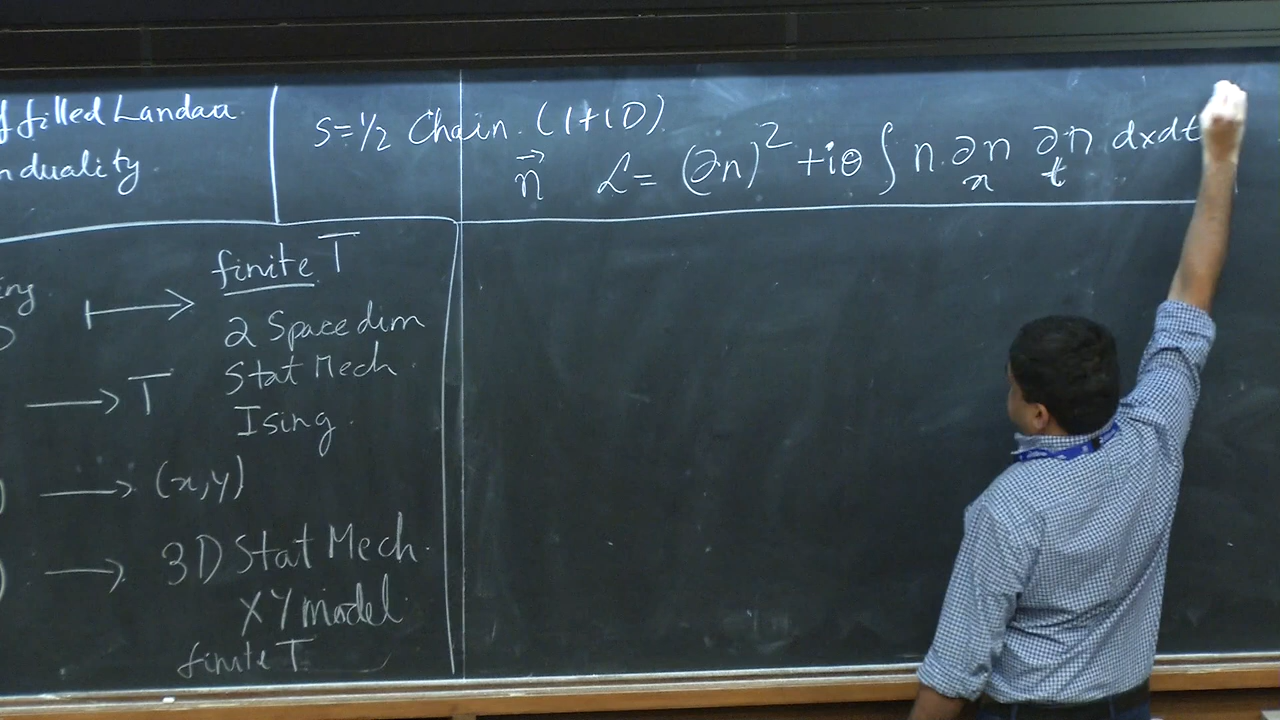 filled Landau
duality
S=½ Chain. (1+1D)
n⃗ ℒ = (∂n)² + iθ ∫ n ∂ₓn ∂ₜn dxdt
finite T
2 Space dim
Stat Mech.
Ising.
→ T
→ (x,y)
→ 3D Stat Mech.
XY model.
finite T